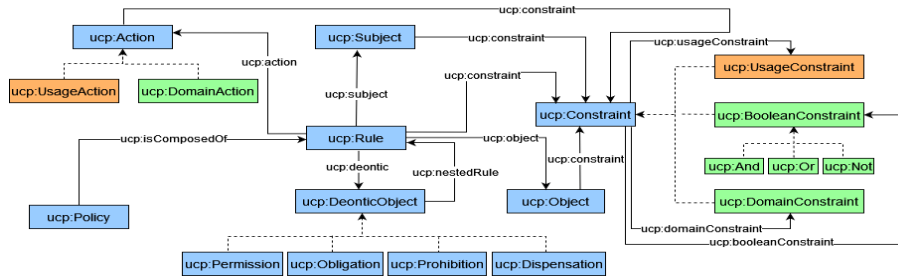 ucp:constraint
ucp:Action
ucp:Subject
ucp:constraint
ucp:usageConstraint
ucp:action
ucp:UsageConstraint
ucp:constraint
ucp:UsageAction
ucp:DomainAction
ucp:subject
ucp:Constraint
ucp:BooleanConstraint
ucp:isComposedOf
ucp:Rule
ucp:object
ucp:constraint
ucp:And
ucp:Or
ucp:Not
ucp:deontic
ucp:nestedRule
ucp:Policy
ucp:DeonticObject
ucp:Object
ucp:DomainConstraint
ucp:domainConstraint
ucp:booleanConstraint
ucp:Permission
ucp:Obligation
ucp:Prohibition
ucp:Dispensation